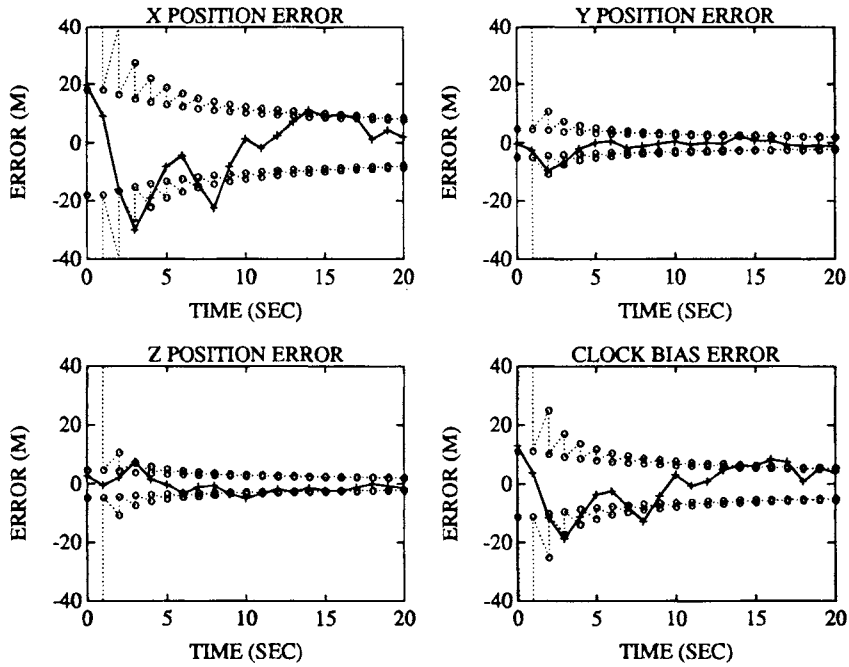 X POSITION ERROR
40
20
0
-20
-40
ERROR (M)
0 5 10 15 20
TIME (SEC)
Y POSITION ERROR
40
20
0
-20
-40
ERROR (M)
0 5 10 15 20
TIME (SEC)
Z POSITION ERROR
40
20
0
-20
-40
ERROR (M)
0 5 10 15 20
TIME (SEC)
CLOCK BIAS ERROR
40
20
0
-20
-40
ERROR (M)
0 5 10 15 20
TIME (SEC)